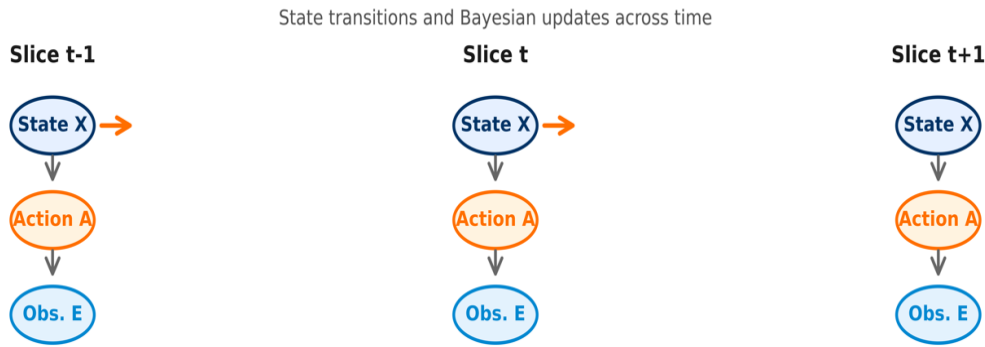 State transitions and Bayesian updates across time
Slice t-1 Slice t Slice t+1
State X State X State X
Action A Action A Action A
Obs. E Obs. E Obs. E